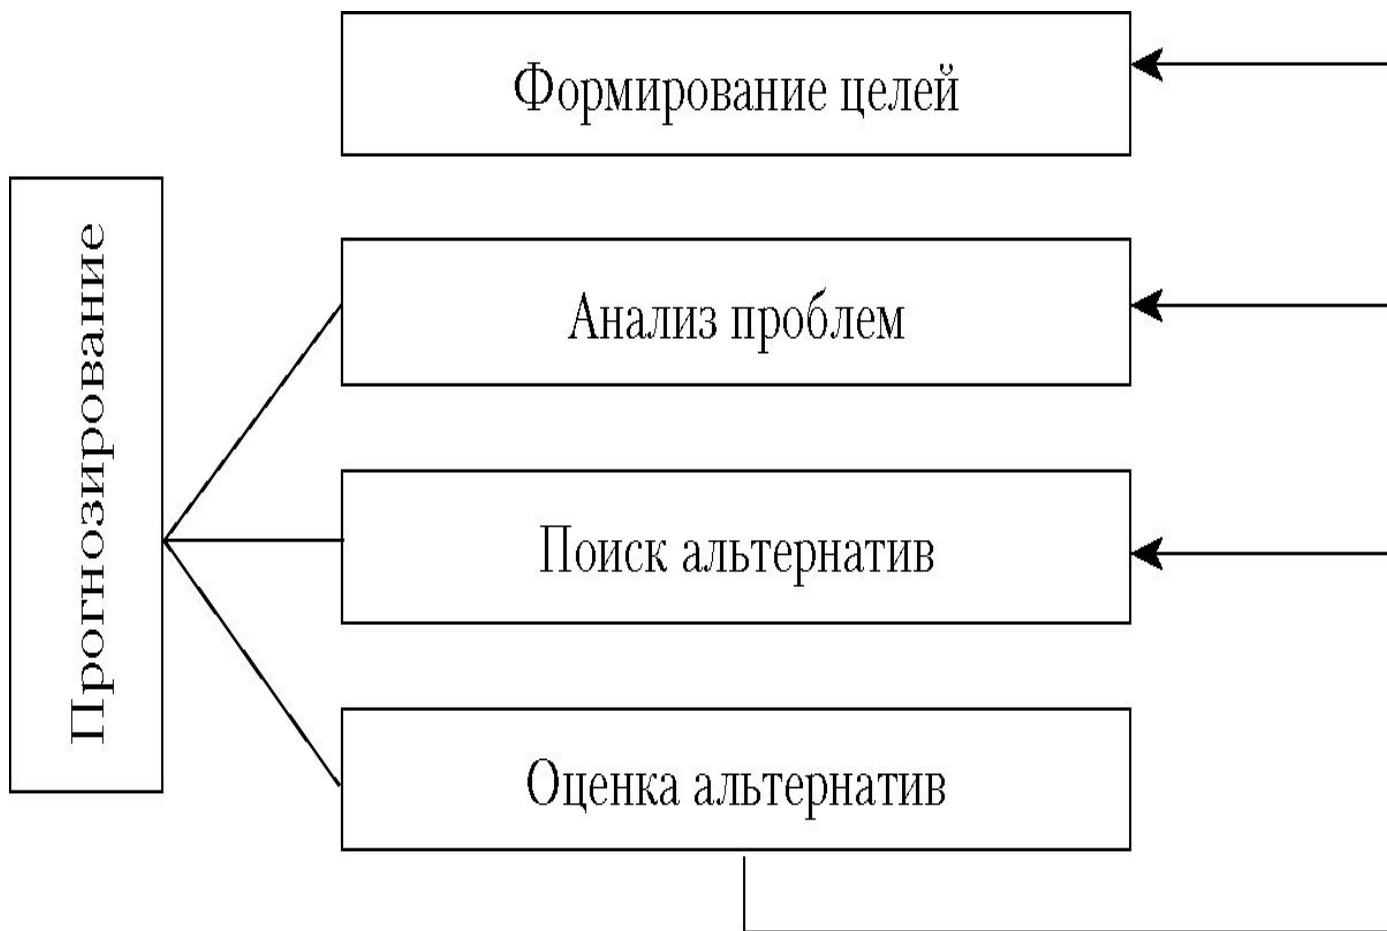 Формирование целей
Прогнозирование
Анализ проблем
Поиск альтернатив
Оценка альтернатив